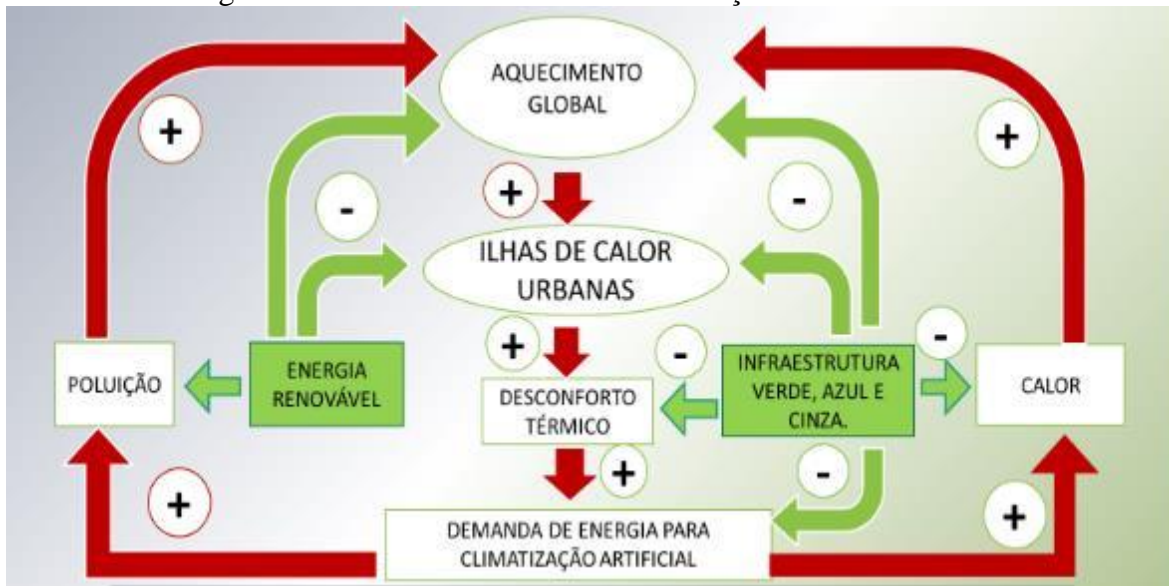 AQUECIMENTO
GLOBAL
+
+
-
+
-
ILHAS DE CALOR
URBANAS
+
-
-
POLUIÇÃO
ENERGIA
RENOVÁVEL
DESCONFORTO
TÉRMICO
INFRAESTRUTURA
VERDE, AZUL E
CINZA.
CALOR
+
+
-
+
DEMANDA DE ENERGIA PARA
CLIMATIZAÇÃO ARTIFICIAL